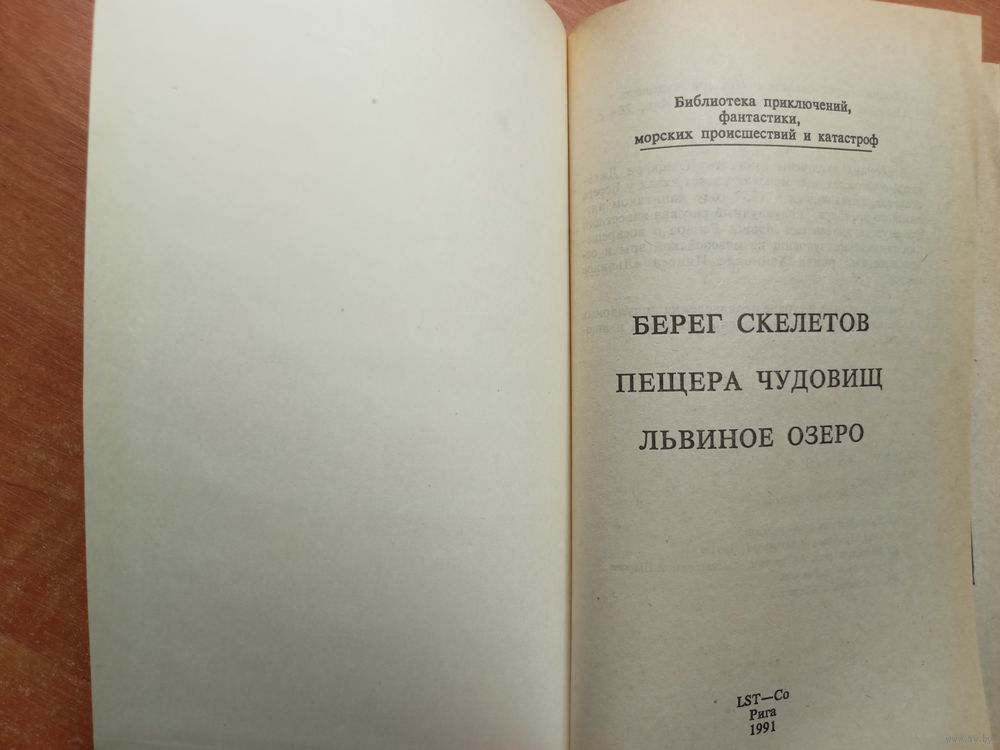 Библиотека приключений,
фантастики,
морских происшествий и катастроф
БЕРЕГ СКЕЛЕТОВ
ПЕЩЕРА ЧУДОВИЩ
ЛЬВИНОЕ ОЗЕРО
LST—Co
Рига
1991